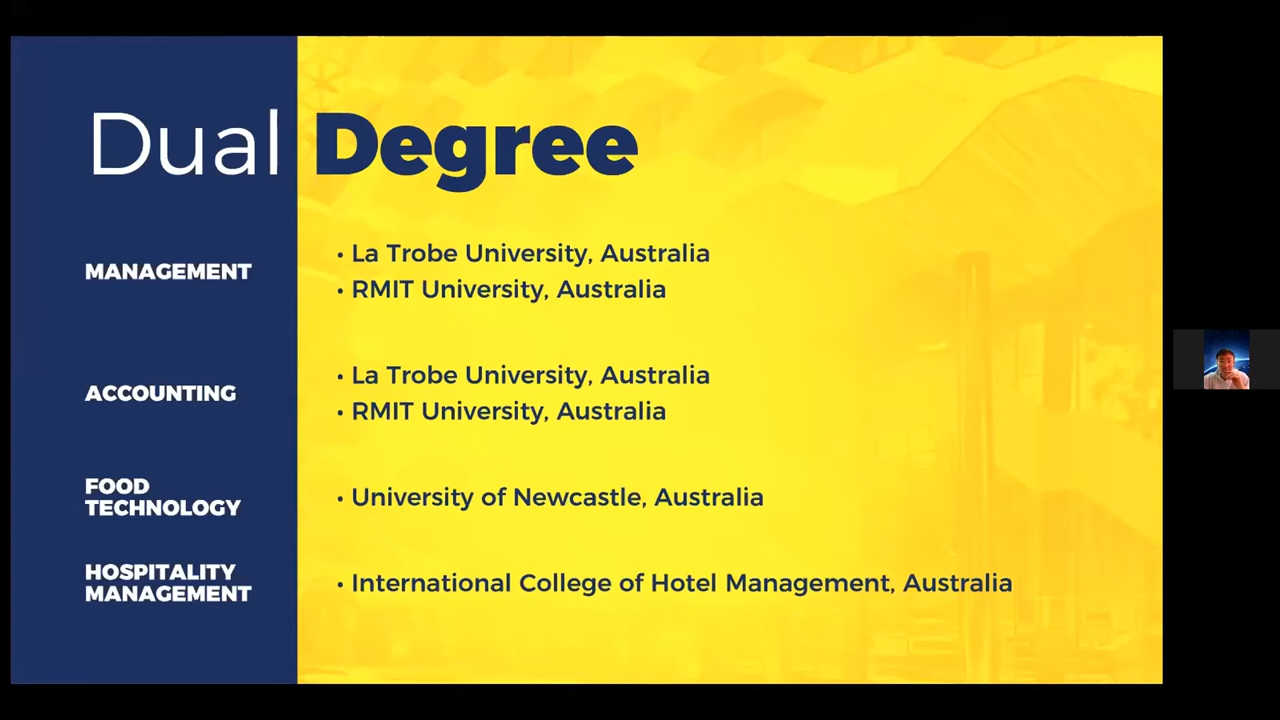 Dual Degree
MANAGEMENT
• La Trobe University, Australia
• RMIT University, Australia
ACCOUNTING
• La Trobe University, Australia
• RMIT University, Australia
FOOD
TECHNOLOGY
• University of Newcastle, Australia
HOSPITALITY
MANAGEMENT
• International College of Hotel Management, Australia